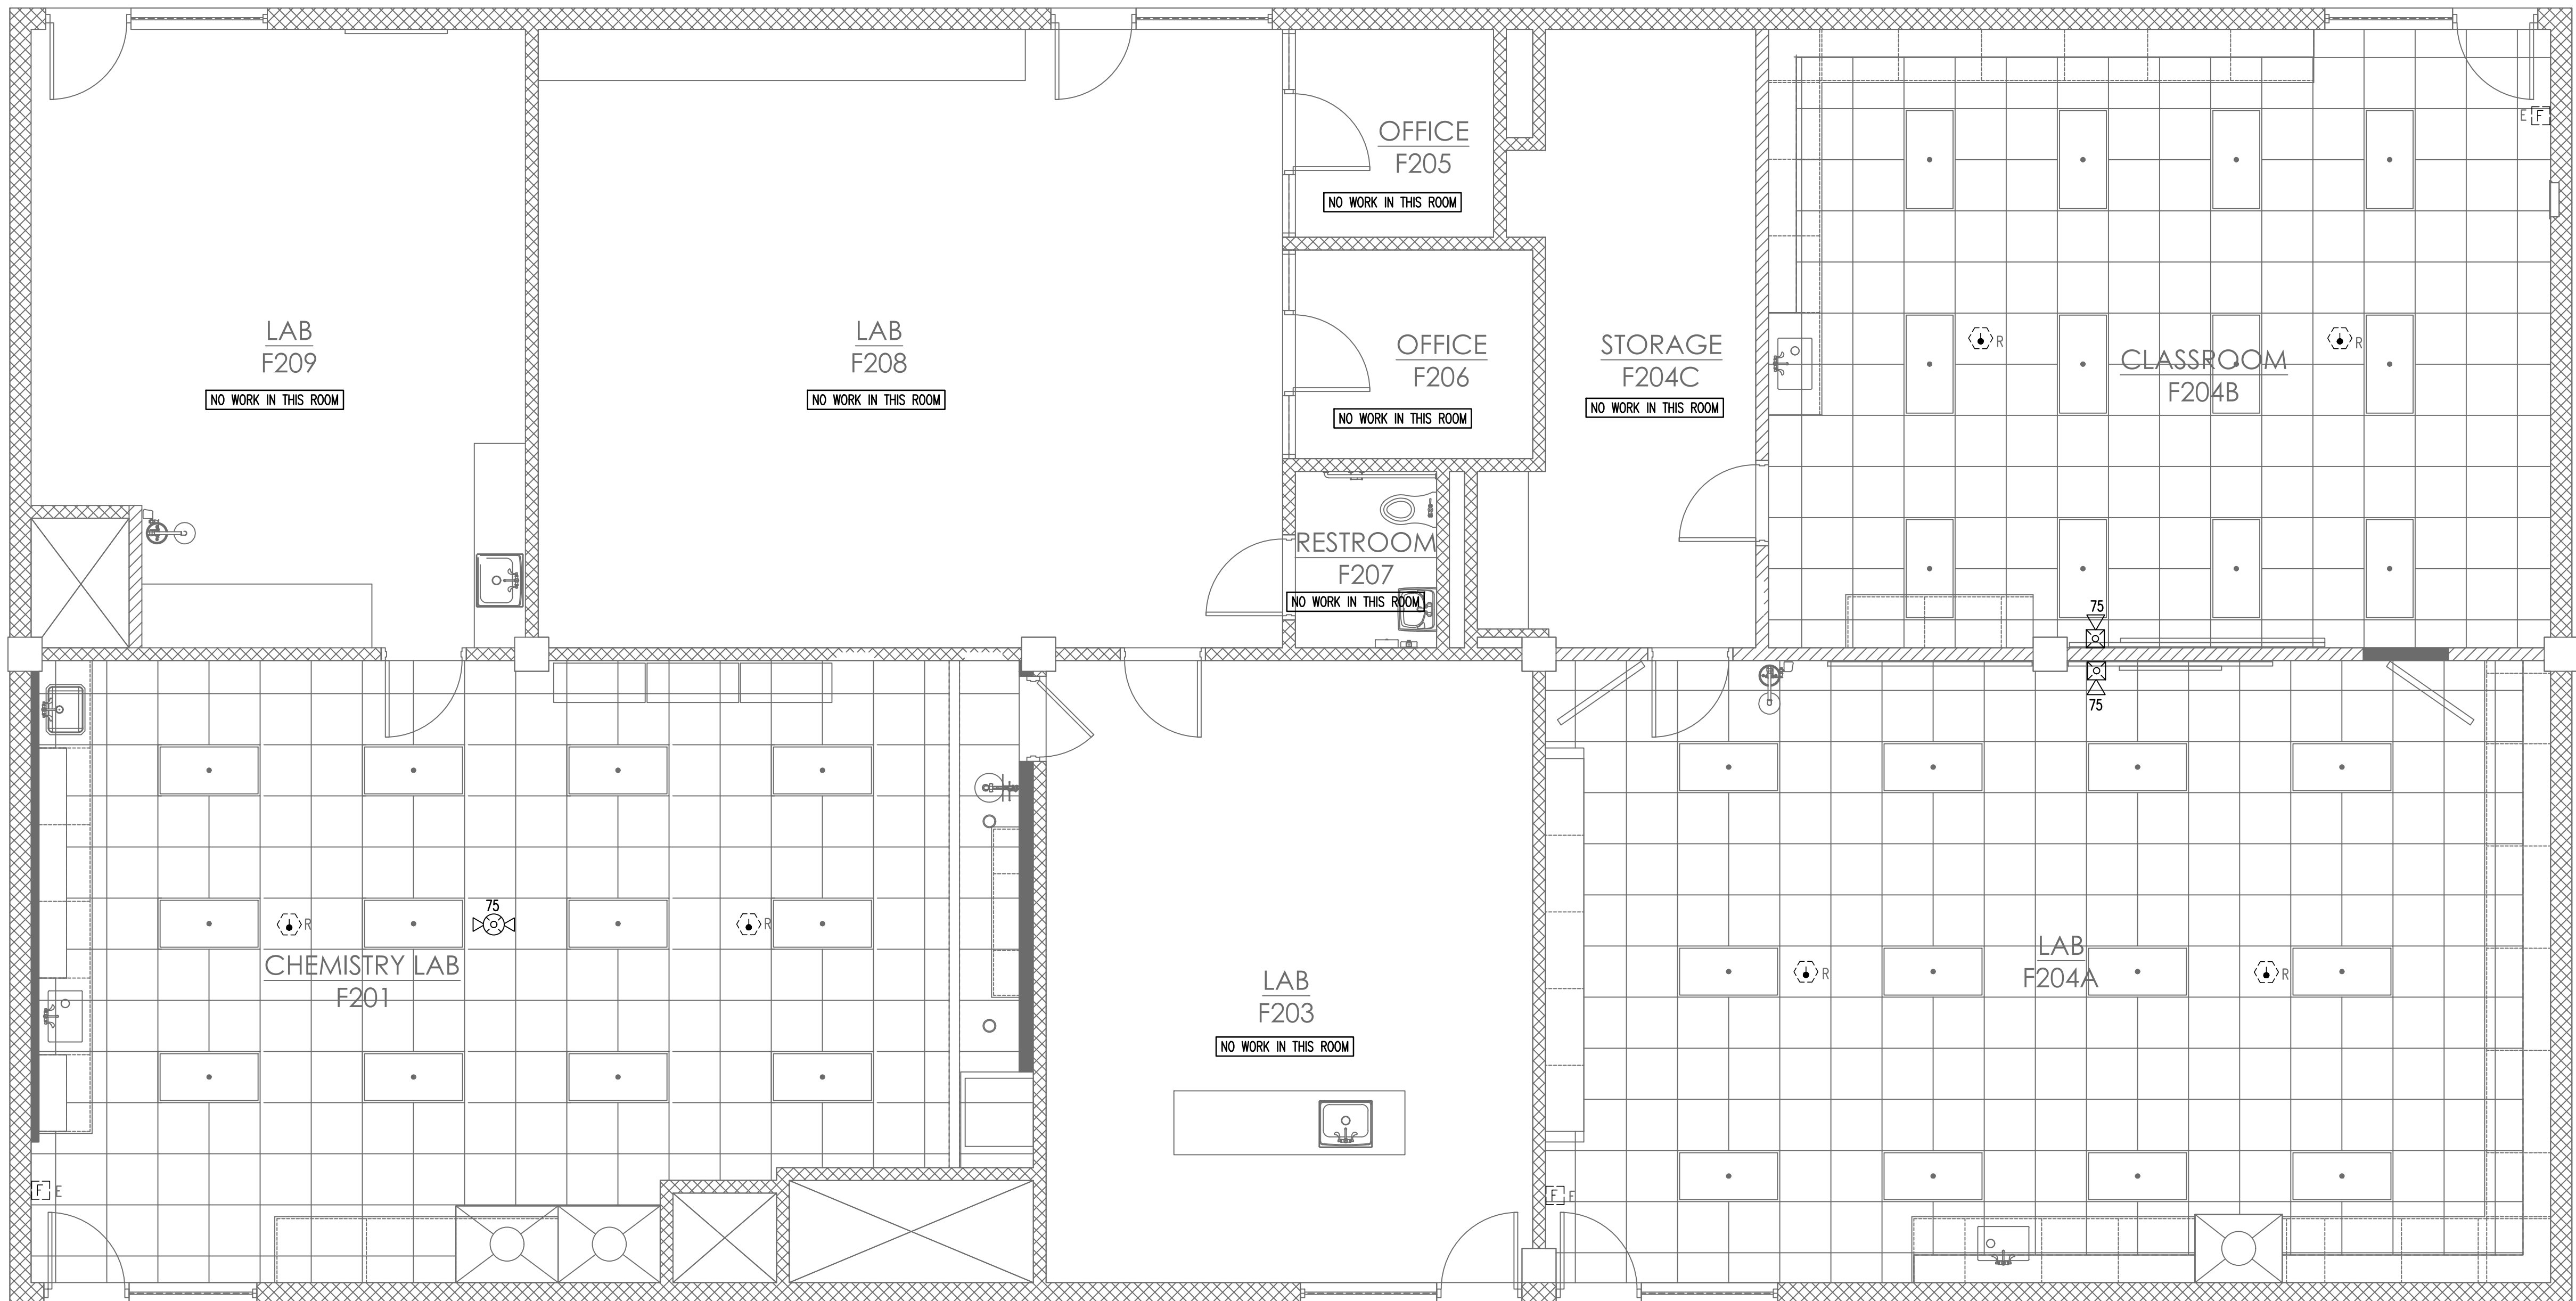 LAB
F209
NO WORK IN THIS ROOM
LAB
F208
NO WORK IN THIS ROOM
OFFICE
F205
NO WORK IN THIS ROOM
OFFICE
F206
NO WORK IN THIS ROOM
RESTROOM
F207
NO WORK IN THIS ROOM
STORAGE
F204C
NO WORK IN THIS ROOM
E F
R
R
CLASSROOM
F204B
75
75
R
75
R
CHEMISTRY LAB
F201
F E
LAB
F203
NO WORK IN THIS ROOM
R
R
LAB
F204A
F E